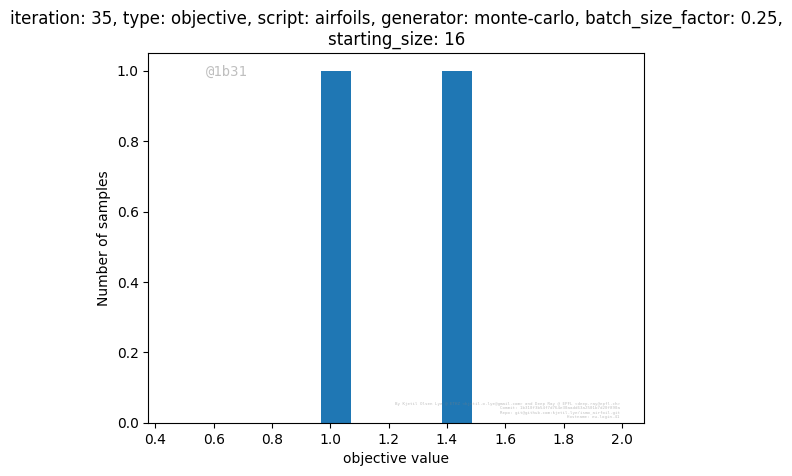 iteration: 35, type: objective, script: airfoils, generator: monte-carlo, batch_size_factor: 0.25,
starting_size: 16
@1b31
1.0
0.8
0.6
0.4
0.2
0.0
Number of samples
0.4 0.6 0.8 1.0 1.2 1.4 1.6 1.8 2.0
objective value